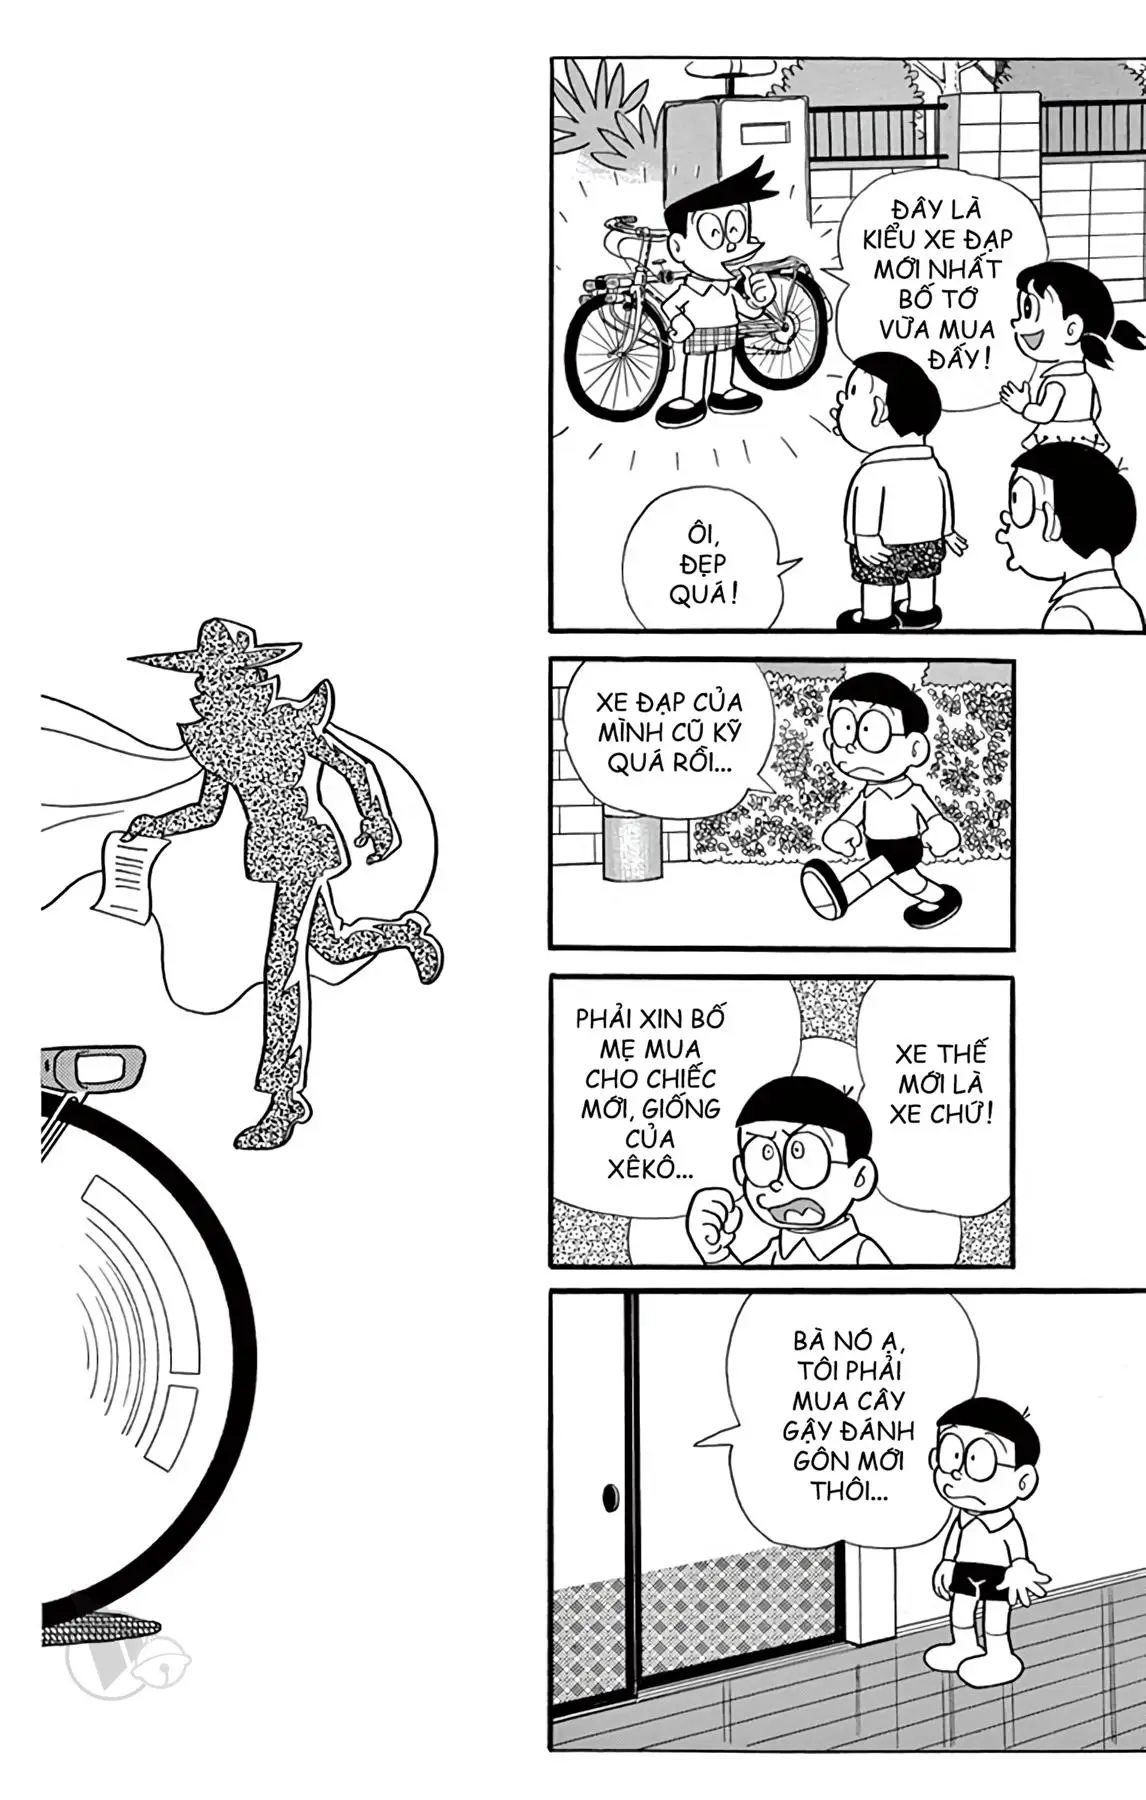 ĐÂY LÀ
KIỂU XE ĐẠP
MỚI NHẤT
BỐ TỚ
VỪA MUA
ĐẤY!
ÔI,
ĐẸP
QUÁ!
XE ĐẠP CỦA
MÌNH CŨ KỸ
QUÁ RỒI...
XE THẾ
MỚI LÀ
XE CHỨ!
PHẢI XIN BỐ
MẸ MUA
CHO CHIẾC
MỚI, GIỐNG
CỦA
XÊKÔ...
BÀ NÓ Ạ,
TÔI PHẢI
MUA CÂY
GẬY ĐÁNH
GÔN MỚI
THÔI...